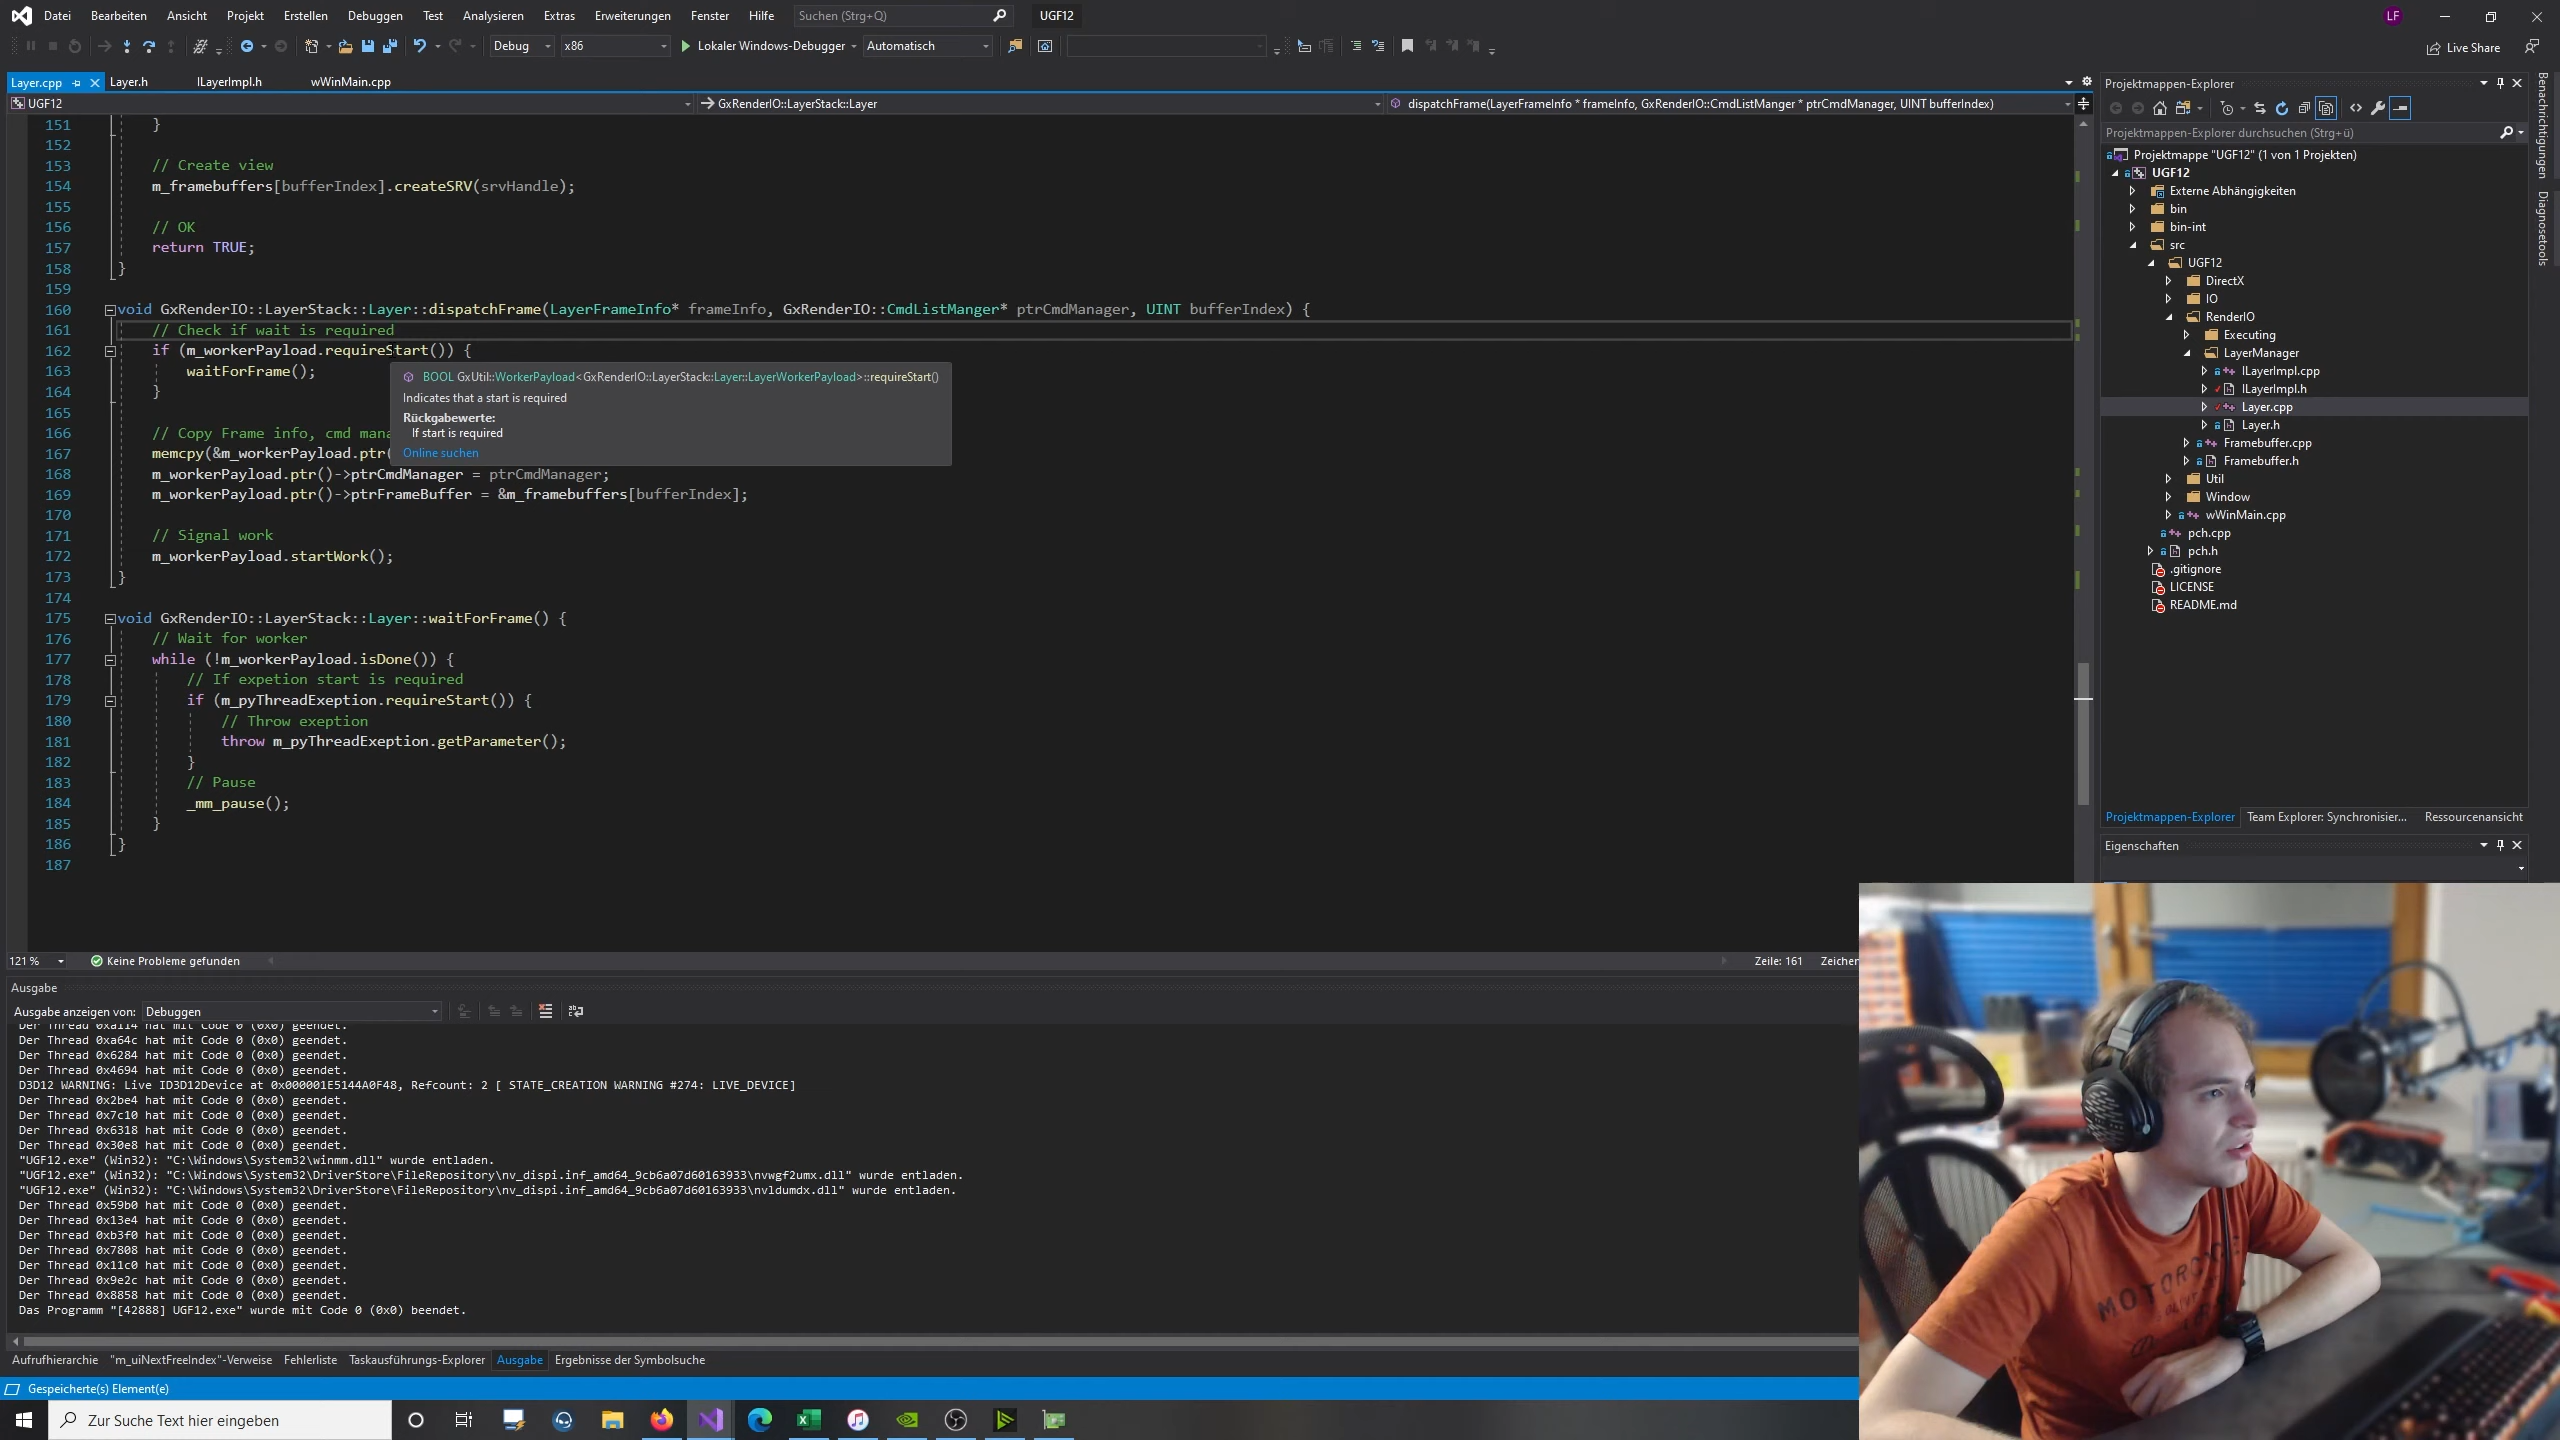 Datei Bearbeiten Ansicht Projekt Erstellen Debuggen Test Analysieren Extras Erweiterungen Fenster Hilfe Suchen (Strg+Q) UGF12 LF
Debug x86 Lokaler Windows-Debugger Automatisch Live Share
Layer.cpp Layer.h ILayerImpl.h wWinMain.cpp
UGF12 GxRenderIO::LayerStack::Layer dispatchFrame(LayerFrameInfo * frameInfo, GxRenderIO::CmdListManger * ptrCmdManager, UINT bufferIndex)
151 }
152
153 // Create view
154 m_framebuffers[bufferIndex].createSRV(srvHandle);
155
156 // OK
157 return TRUE;
158 }
159
160 void GxRenderIO::LayerStack::Layer::dispatchFrame(LayerFrameInfo* frameInfo, GxRenderIO::CmdListManger* ptrCmdManager, UINT bufferIndex) {
161 // Check if wait is required
162 if (m_workerPayload.requireStart()) {
163 waitForFrame();
164 }
165
166 // Copy Frame info, cmd
167 memcpy(&m_workerPayload.ptr(
168 m_workerPayload.ptr()->ptrCmdManager = ptrCmdManager;
169 m_workerPayload.ptr()->ptrFrameBuffer = &m_framebuffers[bufferIndex];
170
171 // Signal work
172 m_workerPayload.startWork();
173 }
174
175 void GxRenderIO::LayerStack::Layer::waitForFrame() {
176 // Wait for worker
177 while (!m_workerPayload.isDone()) {
178 // If expetion start is required
179 if (m_pyThreadExeption.requireStart()) {
180 // Throw exeption
181 throw m_pyThreadExeption.getParameter();
182 }
183 // Pause
184 _mm_pause();
185 }
186 }
187
BOOL GxUtil::WorkerPayload<GxRenderIO::LayerStack::Layer::LayerWorkerPayload>::requireStart()
Indicates that a start is required
Rückgabewerte:
If start is required
Online suchen
121 % Keine Probleme gefunden Zeile: 161
Ausgabe
Ausgabe anzeigen von: Debuggen
Der Thread 0xa114 hat mit Code 0 (0x0) geendet.
Der Thread 0xa64c hat mit Code 0 (0x0) geendet.
Der Thread 0x6284 hat mit Code 0 (0x0) geendet.
Der Thread 0x4694 hat mit Code 0 (0x0) geendet.
D3D12 WARNING: Live ID3D12Device at 0x000001E5144A0F48, Refcount: 2 [ STATE_CREATION WARNING #274: LIVE_DEVICE]
Der Thread 0x2be4 hat mit Code 0 (0x0) geendet.
Der Thread 0x7c10 hat mit Code 0 (0x0) geendet.
Der Thread 0x6318 hat mit Code 0 (0x0) geendet.
Der Thread 0x30e8 hat mit Code 0 (0x0) geendet.
"UGF12.exe" (Win32): "C:\Windows\System32\winmm.dll" wurde entladen.
"UGF12.exe" (Win32): "C:\Windows\System32\DriverStore\FileRepository\nv_dispi.inf_amd64_9cb6a07d60163933\nvwgf2umx.dll" wurde entladen.
"UGF12.exe" (Win32): "C:\Windows\System32\DriverStore\FileRepository\nv_dispi.inf_amd64_9cb6a07d60163933\nvldumdx.dll" wurde entladen.
Der Thread 0x59b0 hat mit Code 0 (0x0) geendet.
Der Thread 0x13e4 hat mit Code 0 (0x0) geendet.
Der Thread 0xb3f0 hat mit Code 0 (0x0) geendet.
Der Thread 0x7808 hat mit Code 0 (0x0) geendet.
Der Thread 0x11c0 hat mit Code 0 (0x0) geendet.
Der Thread 0x9e2c hat mit Code 0 (0x0) geendet.
Der Thread 0x8858 hat mit Code 0 (0x0) geendet.
Das Programm "[42888] UGF12.exe" wurde mit Code 0 (0x0) beendet.
Aufrufhierarchie "m_uiNextFreeIndex"-Verweise Fehlerliste Taskausführungs-Explorer Ausgabe Ergebnisse der Symbolsuche
Gespeicherte(s) Element(e)
Zur Suche Text hier eingeben
Projektmappen-Explorer
Projektmappen-Explorer durchsuchen (Strg+ü)
Projektmappe "UGF12" (1 von 1 Projekten)
UGF12
Externe Abhängigkeiten
bin
bin-int
src
UGF12
DirectX
IO
RenderIO
Executing
LayerManager
ILayerImpl.cpp
ILayerImpl.h
Layer.cpp
Layer.h
Framebuffer.cpp
Framebuffer.h
Util
Window
wWinMain.cpp
pch.cpp
pch.h
.gitignore
LICENSE
README.md
Projektmappen-Explorer Team Explorer: Synchronisier... Ressourcenansicht
Eigenschaften
Benachrichtigungen
Diagnosetools